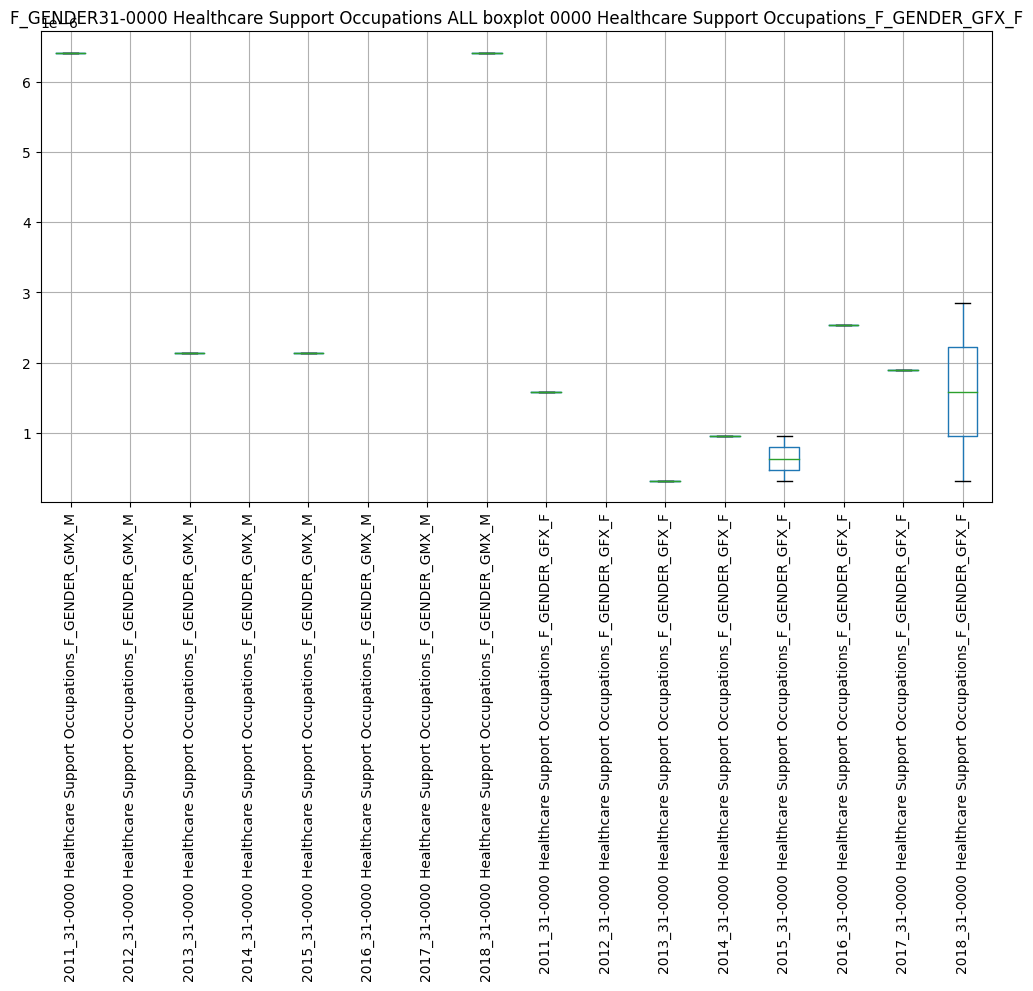 F_GENDER31-0000 Healthcare Support Occupations ALL boxplot 0000 Healthcare Support Occupations_F_GENDER_GFX_F
1e−6
6
5
4
3
2
1
2011_31-0000 Healthcare Support Occupations_F_GENDER_GMX_M
2012_31-0000 Healthcare Support Occupations_F_GENDER_GMX_M
2013_31-0000 Healthcare Support Occupations_F_GENDER_GMX_M
2014_31-0000 Healthcare Support Occupations_F_GENDER_GMX_M
2015_31-0000 Healthcare Support Occupations_F_GENDER_GMX_M
2016_31-0000 Healthcare Support Occupations_F_GENDER_GMX_M
2017_31-0000 Healthcare Support Occupations_F_GENDER_GMX_M
2018_31-0000 Healthcare Support Occupations_F_GENDER_GMX_M
2011_31-0000 Healthcare Support Occupations_F_GENDER_GFX_F
2012_31-0000 Healthcare Support Occupations_F_GENDER_GFX_F
2013_31-0000 Healthcare Support Occupations_F_GENDER_GFX_F
2014_31-0000 Healthcare Support Occupations_F_GENDER_GFX_F
2015_31-0000 Healthcare Support Occupations_F_GENDER_GFX_F
2016_31-0000 Healthcare Support Occupations_F_GENDER_GFX_F
2017_31-0000 Healthcare Support Occupations_F_GENDER_GFX_F
2018_31-0000 Healthcare Support Occupations_F_GENDER_GFX_F